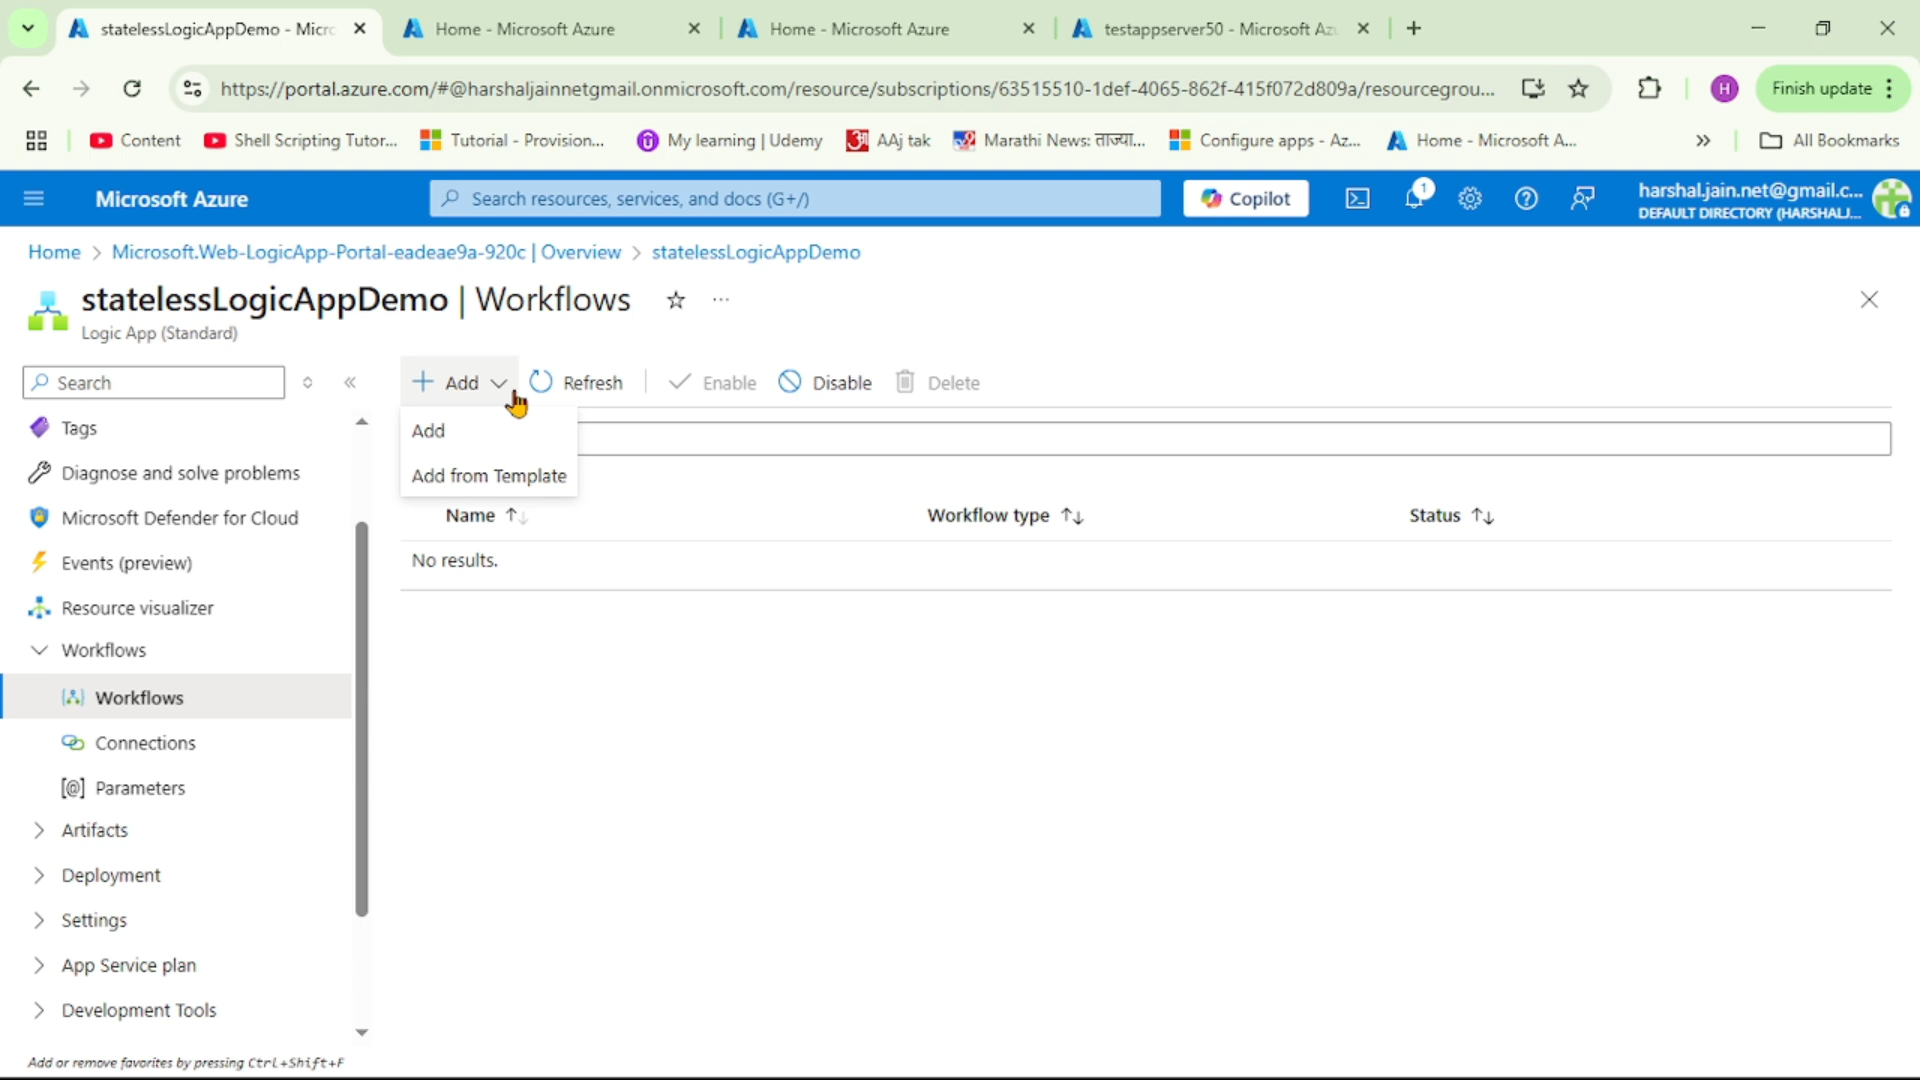 statelessLogicAppDemo - Micro
Home - Microsoft Azure
Home - Microsoft Azure
testappserver50 - Microsoft Azu
https://portal.azure.com/#@harshaljainnetgmail.onmicrosoft.com/resource/subscriptions/63515510-1def-4065-862f-415f072d809a/resourcegrou...
H
Finish update
Content
Shell Scripting Tutor...
Tutorial - Provision...
My learning | Udemy
AAj tak
Marathi News: ताज्या...
Configure apps - Az...
Home - Microsoft A...
All Bookmarks
Microsoft Azure
Search resources, services, and docs (G+/)
Copilot
1
harshal.jain.net@gmail.c...
DEFAULT DIRECTORY (HARSHALJ...
Home > Microsoft.Web-LogicApp-Portal-eadeae9a-920c | Overview > statelessLogicAppDemo
statelessLogicAppDemo | Workflows
Logic App (Standard)
Search
Add
Refresh
Enable
Disable
Delete
Add
Add from Template
Name
Workflow type
Status
No results.
Tags
Diagnose and solve problems
Microsoft Defender for Cloud
Events (preview)
Resource visualizer
Workflows
Workflows
Connections
Parameters
Artifacts
Deployment
Settings
App Service plan
Development Tools
Add or remove favorites by pressing Ctrl+Shift+F